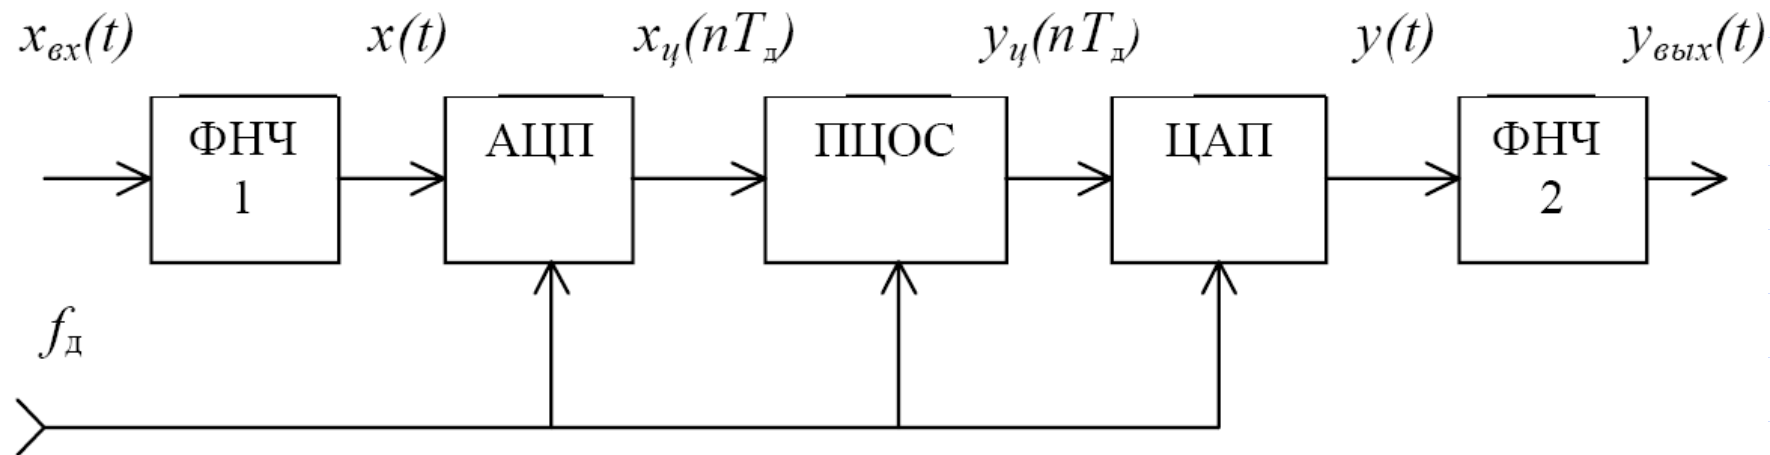 xвх(t) x(t) xц(nTд) yц(nTд) y(t) yвых(t)
ФНЧ АЦП ПЦОС ЦАП ФНЧ
1 2
fд